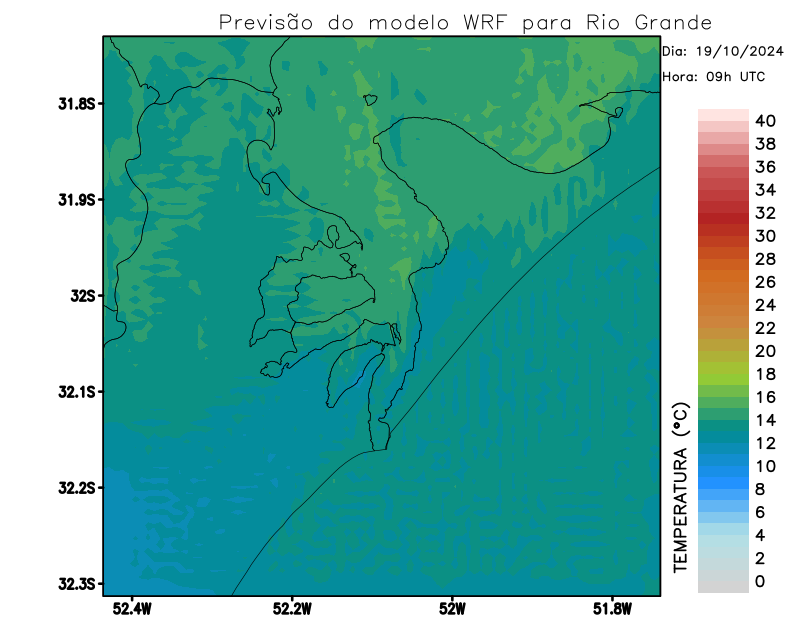 Previsão do modelo WRF para Rio Grande
Dia: 19/10/2024
Hora: 09h UTC
31.8S
31.9S
32S
32.1S
32.2S
32.3S
52.4W
52.2W
52W
51.8W
TEMPERATURA (ºC)
40
38
36
34
32
30
28
26
24
22
20
18
16
14
12
10
8
6
4
2
0